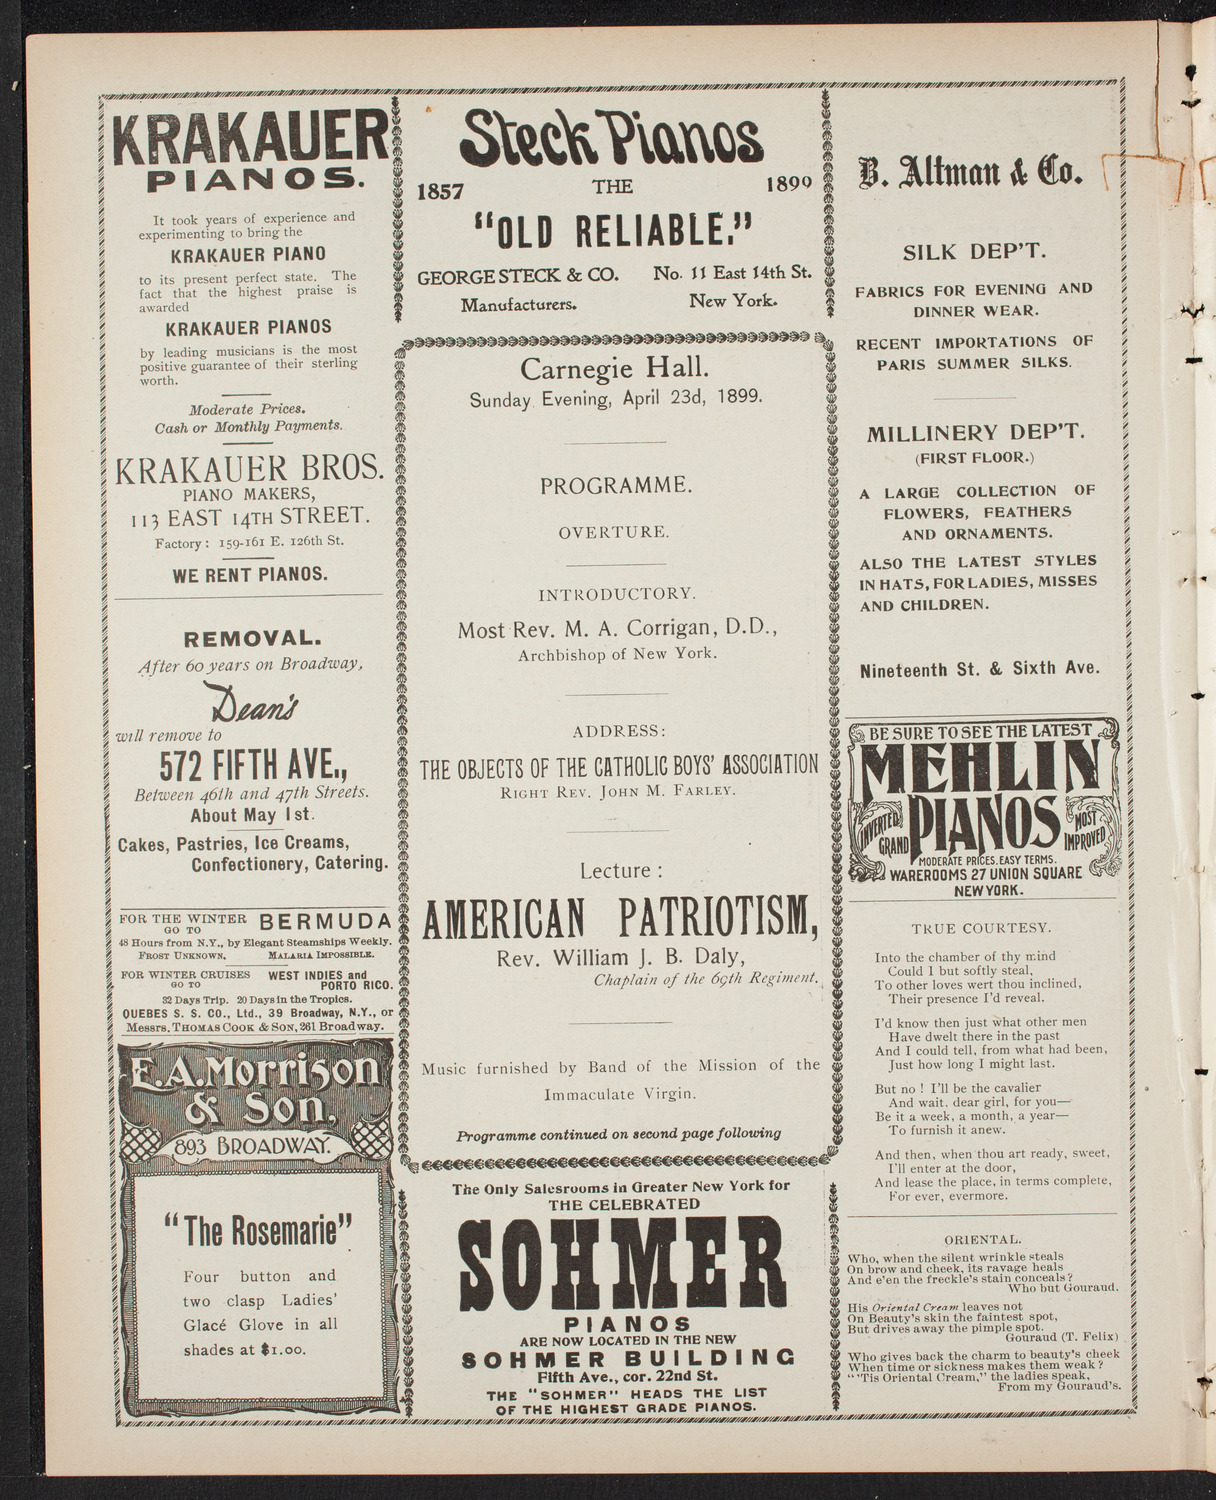 KRAKAUER
PIANOS.
It took years of experience and
experimenting to bring the
KRAKAUER PIANO
to its present perfect state. The
fact that the highest praise is
awarded
KRAKAUER PIANOS
by leading musicians is the most
positive guarantee of their sterling
worth.
Moderate Prices.
Cash or Monthly Payments.
KRAKAUER BROS.
PIANO MAKERS,
113 EAST 14TH STREET.
Factory: 159-161 E. 126th St.
WE RENT PIANOS.
REMOVAL.
After 60 years on Broadway,
Dean's
will remove to
572 FIFTH AVE.,
Between 46th and 47th Streets.
About May 1st.
Cakes, Pastries, Ice Creams,
Confectionery, Catering.
FOR THE WINTER
GO TO
BERMUDA
48 Hours from N.Y., by Elegant Steamships Weekly.
FROST UNKNOWN. MALARIA IMPOSSIBLE.
FOR WINTER CRUISES
GO TO
WEST INDIES and
PORTO RICO.
32 Days Trip. 20 Days in the Tropics.
QUEBES S. S. CO., Ltd., 39 Broadway, N.Y., or
Messrs. THOMAS COOK & SON, 261 Broadway.
E.A. Morrison
& Son,
893 BROADWAY.
"The Rosemarie"
Four button and
two clasp Ladies'
Glacé Glove in all
shades at $1.00.
Steck Pianos
1857 THE 1899
"OLD RELIABLE."
GEORGE STECK & CO. No. 11 East 14th St.
Manufacturers. New York.
Carnegie Hall.
Sunday Evening, April 23d, 1899.
PROGRAMME.
OVERTURE.
INTRODUCTORY.
Most Rev. M. A. Corrigan, D.D.,
Archbishop of New York.
ADDRESS:
THE OBJECTS OF THE CATHOLIC BOYS' ASSOCIATION
RIGHT REV. JOHN M. FARLEY.
Lecture:
AMERICAN PATRIOTISM,
Rev. William J. B. Daly,
Chaplain of the 69th Regiment.
Music furnished by Band of the Mission of the
Immaculate Virgin.
Programme continued on second page following
The Only Salesrooms in Greater New York for
THE CELEBRATED
SOHMER
PIANOS
ARE NOW LOCATED IN THE NEW
SOHMER BUILDING
Fifth Ave., cor. 22nd St.
THE "SOHMER" HEADS THE LIST
OF THE HIGHEST GRADE PIANOS.
B. Altman & Co.
SILK DEP'T.
FABRICS FOR EVENING AND
DINNER WEAR.
RECENT IMPORTATIONS OF
PARIS SUMMER SILKS.
MILLINERY DEP'T.
(FIRST FLOOR.)
A LARGE COLLECTION OF
FLOWERS, FEATHERS
AND ORNAMENTS.
ALSO THE LATEST STYLES
IN HATS, FOR LADIES, MISSES
AND CHILDREN.
Nineteenth St. & Sixth Ave.
BE SURE TO SEE THE LATEST
MEHLIN
INVERTED
GRAND
PIANOS
MOST
IMPROVED
MODERATE PRICES. EASY TERMS.
WAREROOMS 27 UNION SQUARE
NEW YORK.
TRUE COURTESY.
Into the chamber of thy mind
Could I but softly steal,
To other loves wert thou inclined,
Their presence I'd reveal.
I'd know then just what other men
Have dwelt there in the past
And I could tell, from what had been,
Just how long I might last.
But no! I'll be the cavalier
And wait, dear girl, for you—
Be it a week, a month, a year—
To furnish it anew.
And then, when thou art ready, sweet,
I'll enter at the door,
And lease the place, in terms complete,
For ever, evermore.
ORIENTAL.
Who, when the silent wrinkle steals
On brow and cheek, its ravage heals
And e'en the freckle's stain conceals?
Who but Gouraud.
His Oriental Cream leaves not
On Beauty's skin the faintest spot,
But drives away the pimple spot.
Gouraud (T. Felix)
Who gives back the charm to beauty's cheek
When time or sickness makes them weak?
"'Tis Oriental Cream," the ladies speak,
From my Gouraud's.